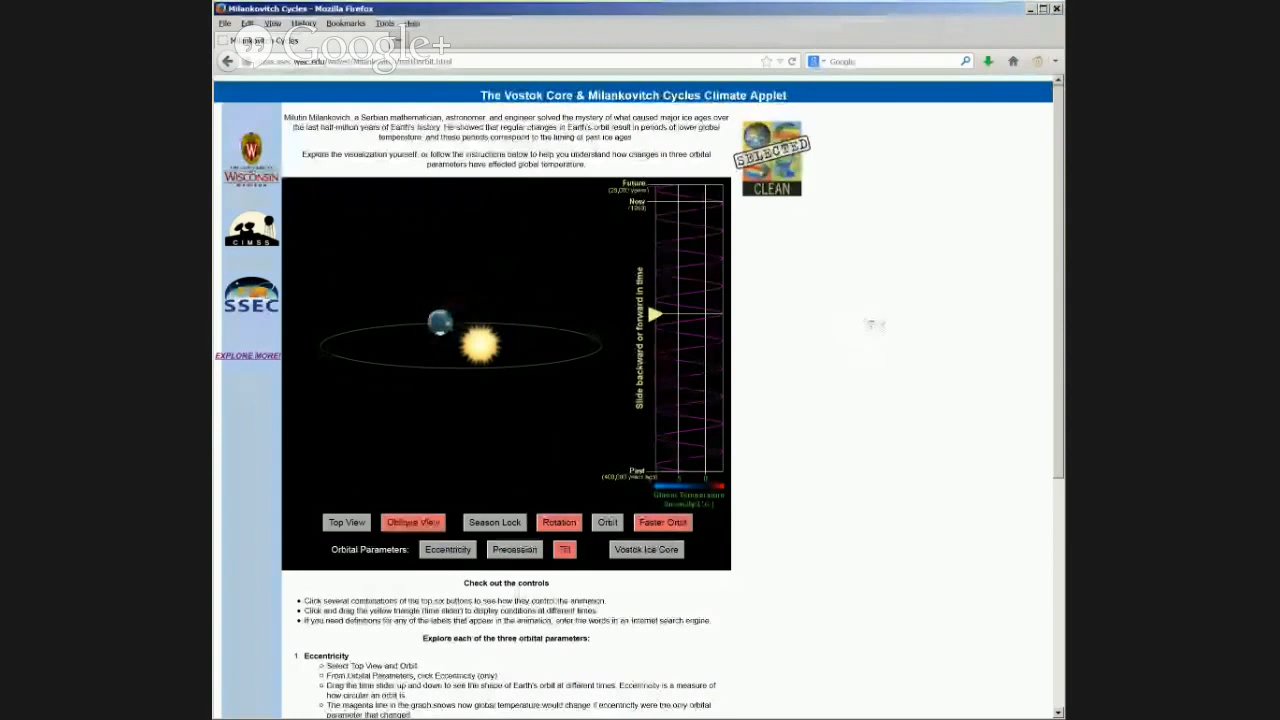 Milankovitch Cycles - Mozilla Firefox
File Edit View History Bookmarks Tools Help
Google+
Milankovitch Cycles
Google
The Vostok Core & Milankovitch Cycles Climate Applet
Milutin Milankovich, a Serbian mathematician, astronomer, and engineer solved the mystery of what caused major ice ages over
the last half-million years of Earth's history. He showed that regular changes in Earth's orbit result in periods of lower global
temperature, and those periods correspond to the timing of past ice ages
Explore the visualization yourself, or follow the instructions below to help you understand how changes in three orbital
parameters have affected global temperature.
SELECTED
CLEAN
WISCONSIN
MADISON
CIMSS
SSEC
EXPLORE MORE!
Future
Now
Slide backward or forward in time
Past
(400,000 years ago)
5 0
Global Temperature
Top View Oblique View Season Lock Rotation Orbit Faster Orbit
Orbital Parameters: Eccentricity Precession Tilt Vostok Ice Core
Check out the controls
• Click several combinations of the top six buttons to see how they control the animation.
• Click and drag the yellow triangle (time slider) to display conditions at different times.
• If you need definitions for any of the labels that appear in the animation, enter the words in an internet search engine.
Explore each of the three orbital parameters:
1 Eccentricity
Select Top View and Orbit
From Orbital Parameters, click Eccentricity (only)
Drag the time slider up and down to see the shape of Earth's orbit at different times. Eccentricity is a measure of
how circular an orbit is
The magenta line in the graph shows how global temperature would change if eccentricity were the only orbital
parameter that changed